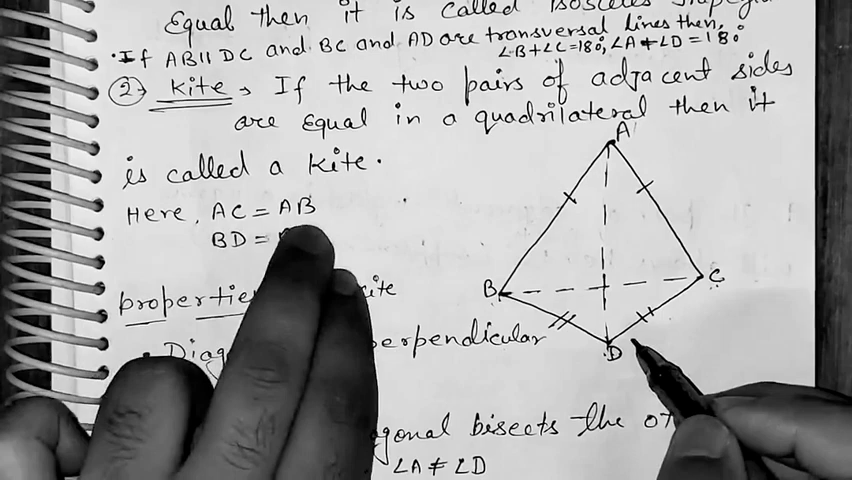 Equal then it is called isosceles
• If AB || DC and BC and AD are transversal lines then,
∠B+∠C=180°, ∠A+∠D=180°
② Kite → If the two pairs of adjacent sides
are Equal in a quadrilateral then it
is called a Kite.
Here, AC = AB
BD =
A
B
C
D
perpendicular
bisects the
∠A ≠ ∠D